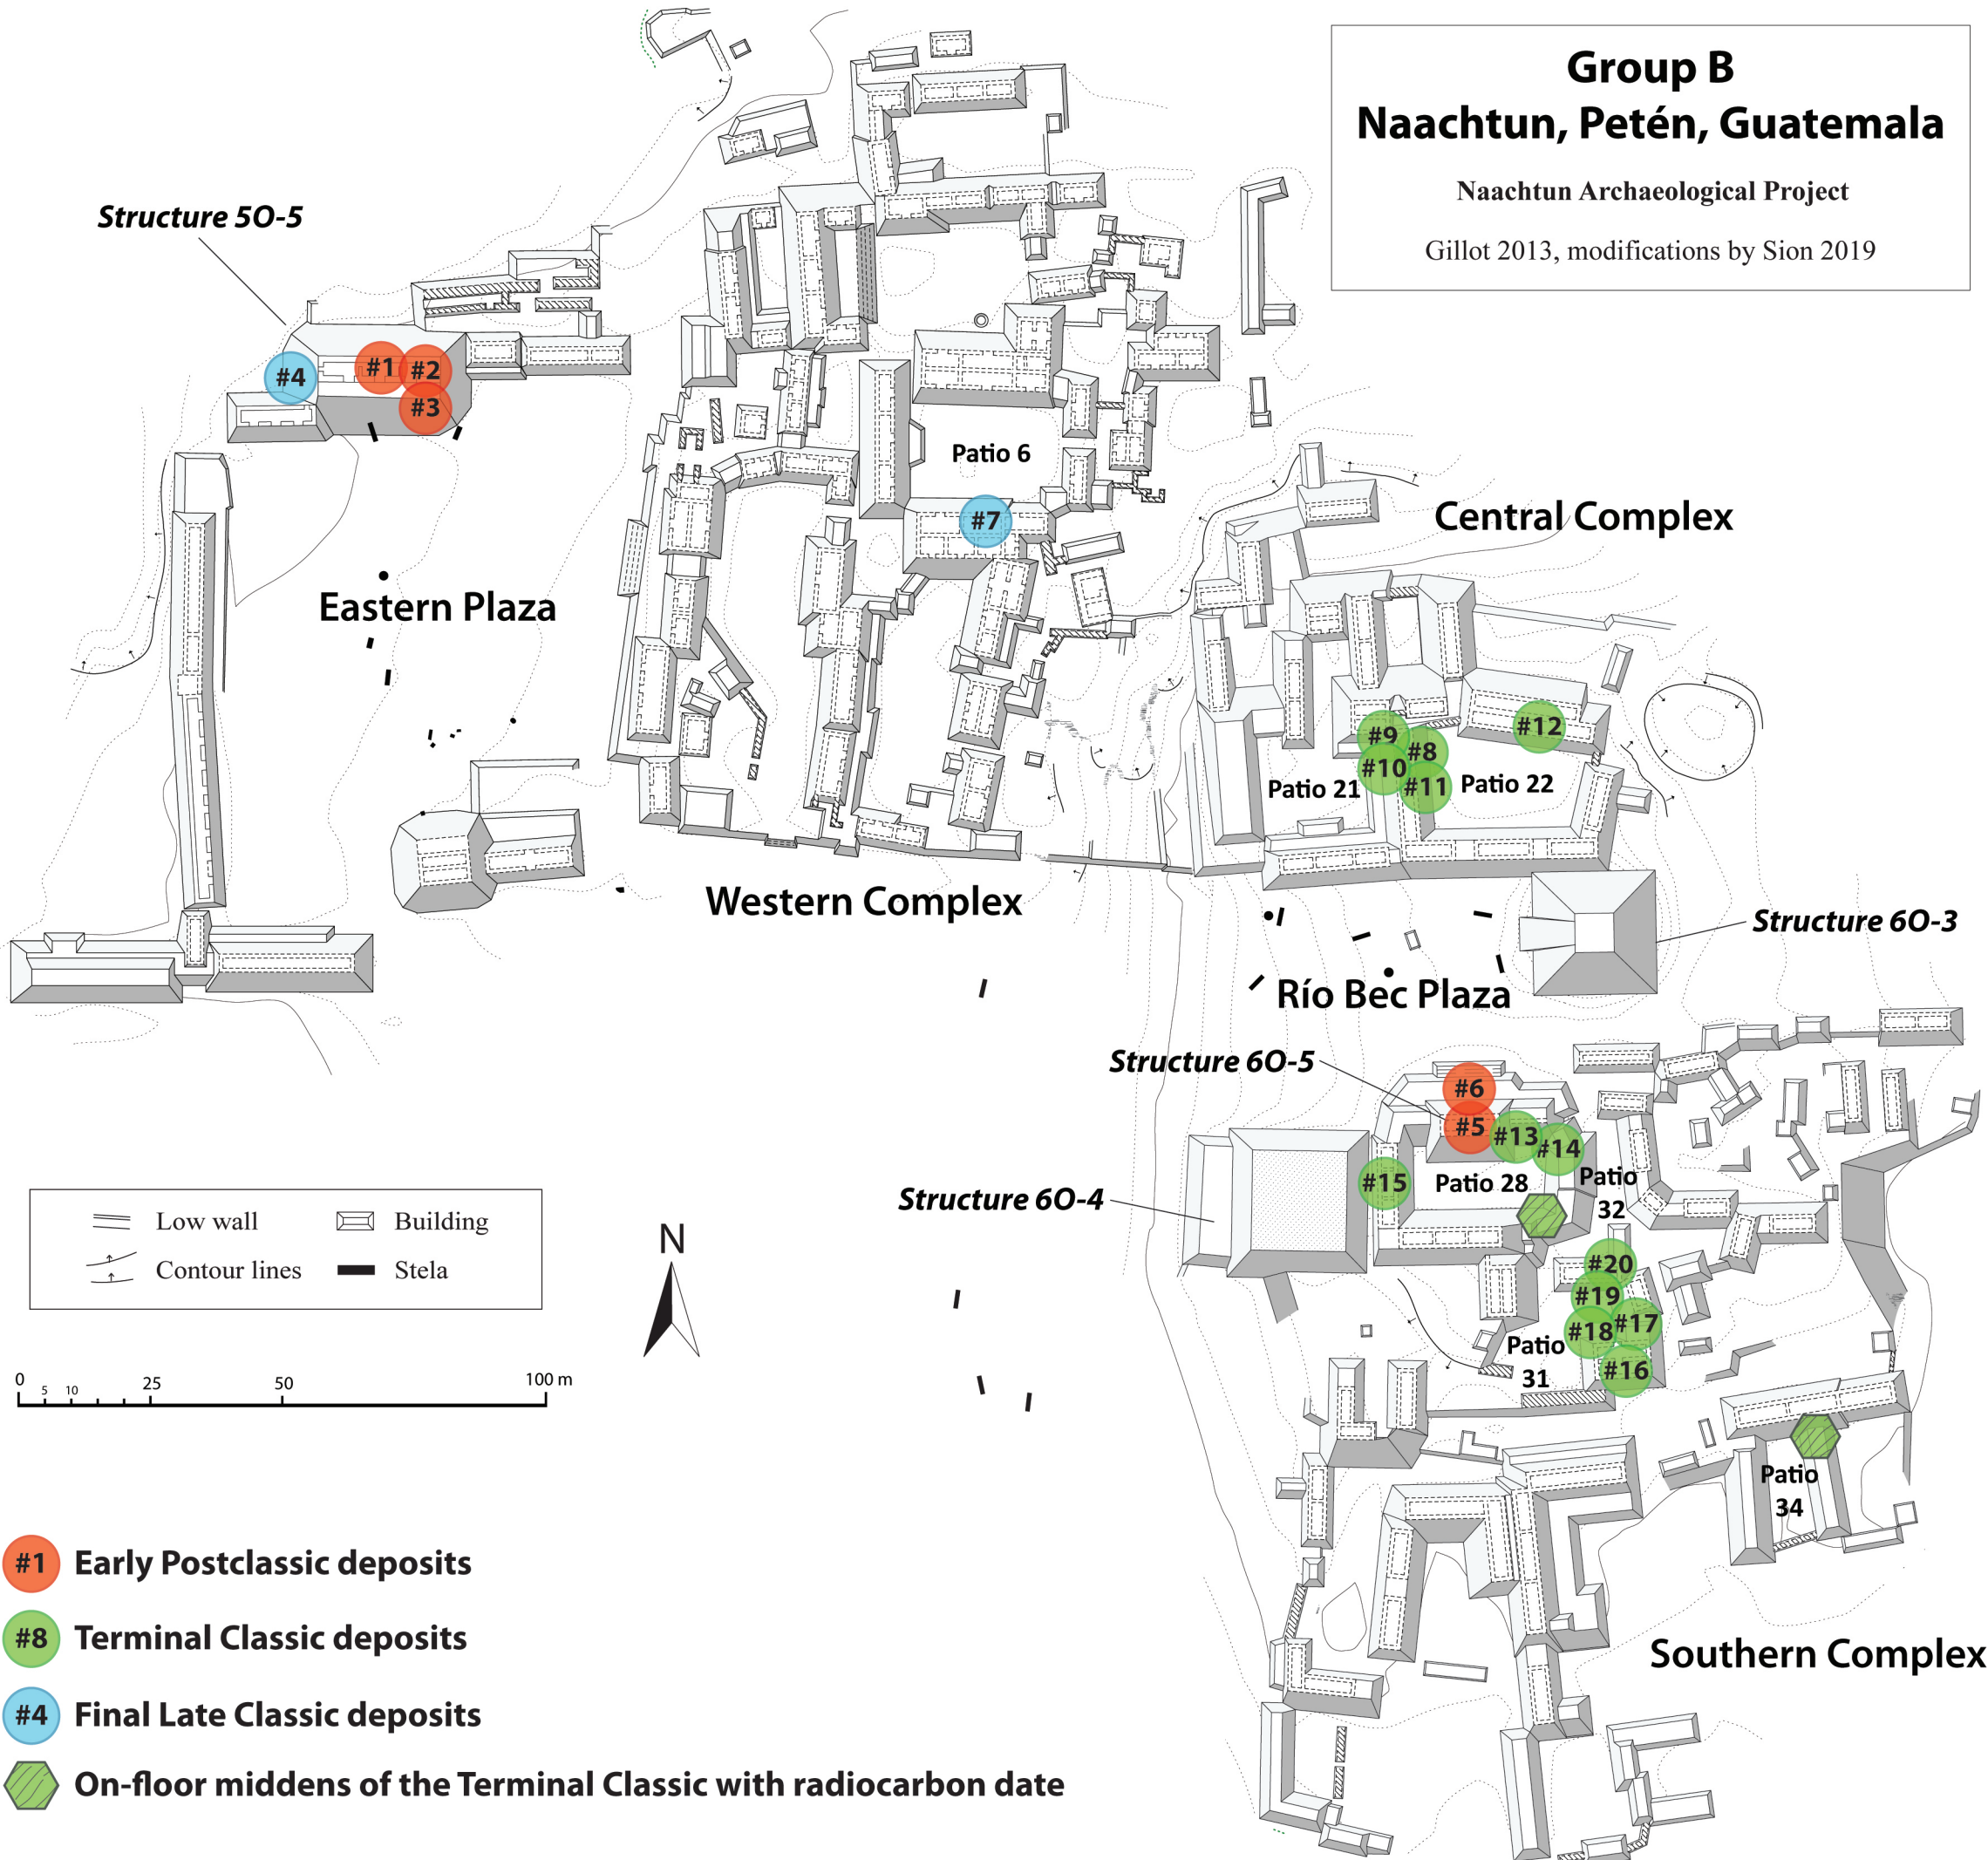 Group B
Naachtun, Petén, Guatemala
Naachtun Archaeological Project
Gillot 2013, modifications by Sion 2019
Structure 5O-5
#4
#1
#2
#3
Patio 6
#7
Central Complex
Eastern Plaza
#9
#8
#12
#10
#11
Patio 21
Patio 22
Western Complex
Structure 6O-3
Río Bec Plaza
Structure 6O-5
#6
#5
#13
#14
#15
Patio 28
Patio
32
Structure 6O-4
#20
#19
#18
#17
#16
Patio
31
Patio
34
Southern Complex
Low wall
Building
Contour lines
Stela
N
0
5
10
25
50
100 m
#1 Early Postclassic deposits
#8 Terminal Classic deposits
#4 Final Late Classic deposits
On-floor middens of the Terminal Classic with radiocarbon date